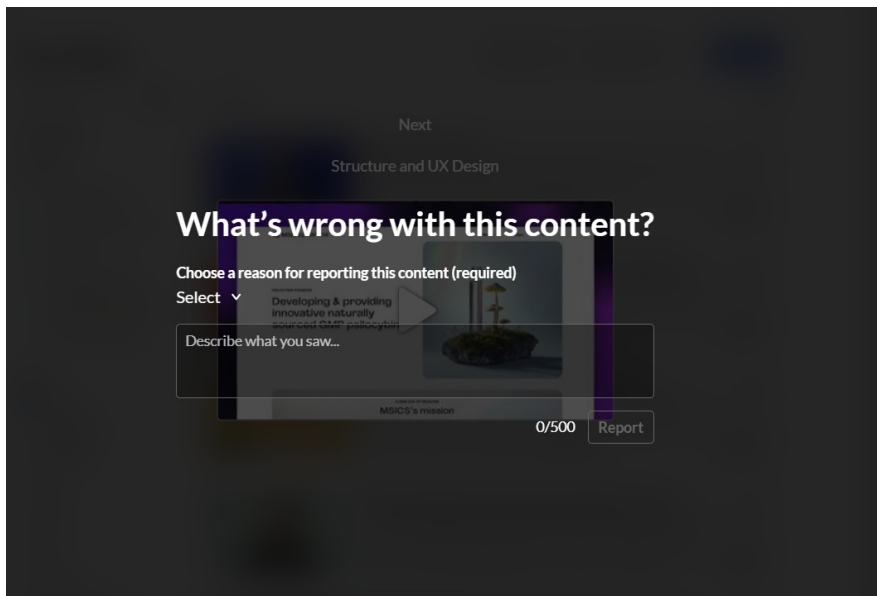 Next
Structure and UX Design
What's wrong with this content?
Choose a reason for reporting this content (required)
Select
Developing & providing
innovative naturally
sourced GMP psilocybin
Describe what you saw...
MSICS's mission
0/500
Report